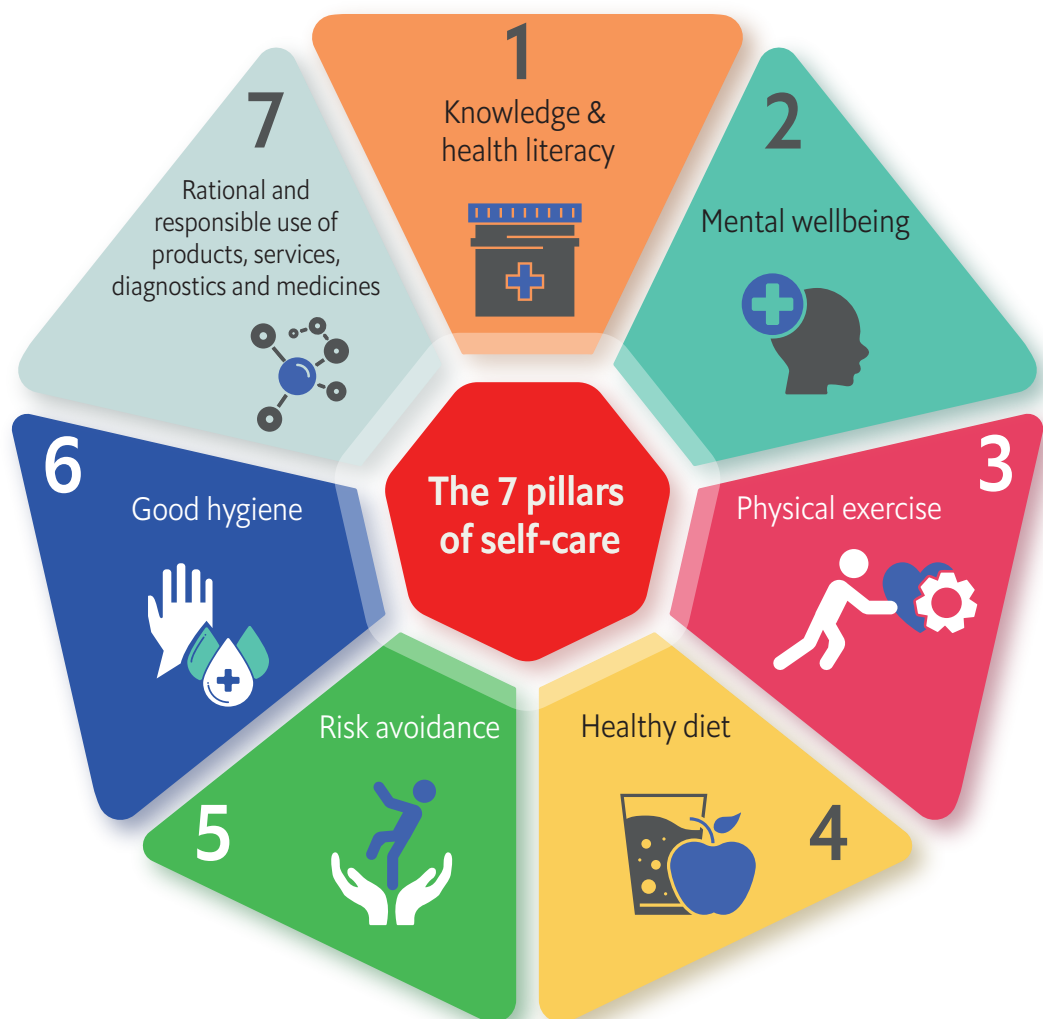 The 7 pillars
of self-care
1
Knowledge &
health literacy
2
Mental wellbeing
3
Physical exercise
4
Healthy diet
5
Risk avoidance
6
Good hygiene
7
Rational and
responsible use of
products, services,
diagnostics and medicines